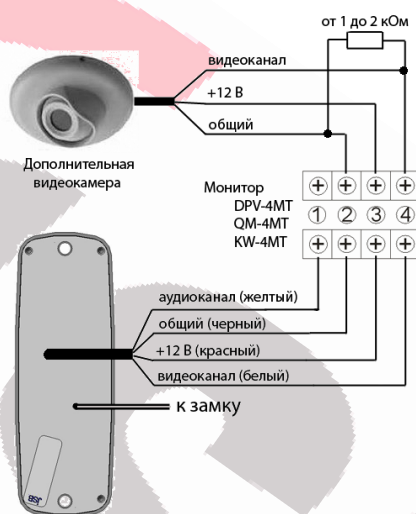 от 1 до 2 кОм
видеоканал
+12 В
общий
Дополнительная
видеокамера
Монитор
DPV-4MT
QM-4MT
KW-4MT
1 2 3 4
аудиоканал (желтый)
общий (черный)
+12 В (красный)
видеоканал (белый)
к замку
JSB